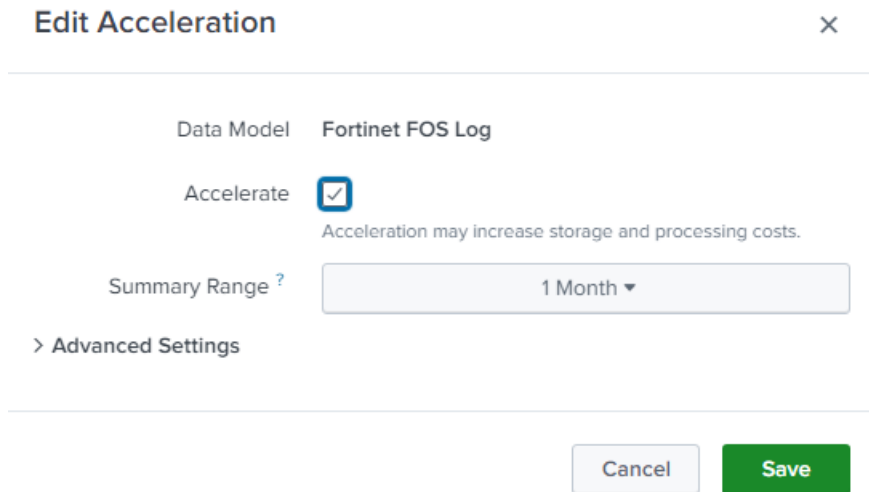 Edit Acceleration
Data Model Fortinet FOS Log
Accelerate
Acceleration may increase storage and processing costs.
Summary Range ? 1 Month
Advanced Settings
Cancel Save